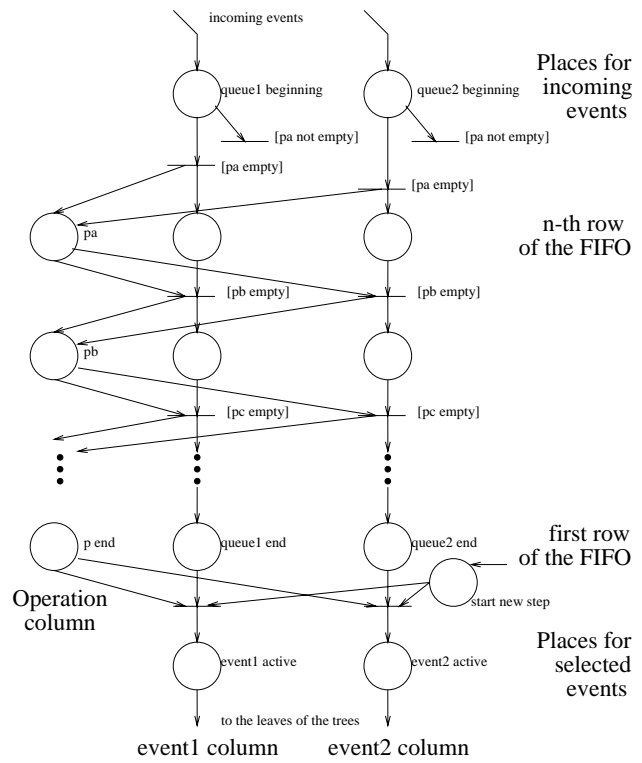 incoming events
Places for
incoming
events
queue1 beginning
queue2 beginning
[pa not empty]
[pa not empty]
[pa empty]
[pa empty]
pa
n-th row
of the FIFO
[pb empty]
[pb empty]
pb
[pc empty]
[pc empty]
p end
queue1 end
queue2 end
first row
of the FIFO
Operation
column
start new step
event1 active
event2 active
Places for
selected
events
to the leaves of the trees
event1 column
event2 column